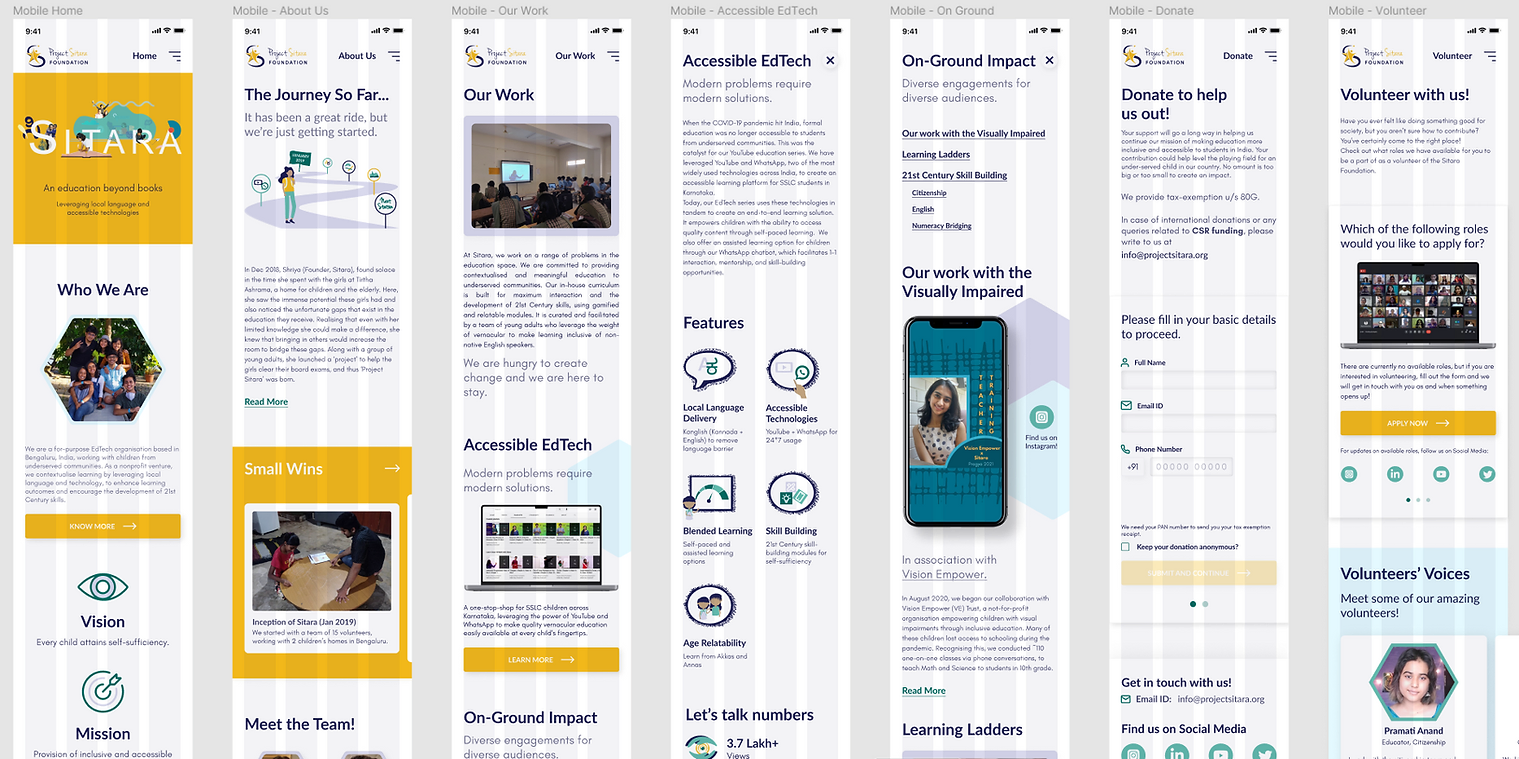 Mobile Home
9:41
Project Sitara
FOUNDATION
Home
SITARA
An education beyond books
Leveraging local language and
accessible technologies
Who We Are
We are a for-purpose EdTech organisation based in
Bengaluru, India, working with children from
underserved communities. As a nonprofit venture,
we contextualise learning by leveraging local
language and technology, to enhance learning
outcomes and encourage the development of 21st
Century skills.
KNOW MORE
Vision
Every child attains self-sufficiency.
Mission
Provision of inclusive and accessible
Mobile - About Us
9:41
Project Sitara
FOUNDATION
About Us
The Journey So Far...
It has been a great ride, but
we're just getting started.
JANUARY
2019
In Dec 2018, Shriya (Founder, Sitara), found solace
in the time she spent with the girls at Tirtha
Ashrama, a home for children and the elderly. Here,
she saw the immense potential these girls had and
also noticed the unfortunate gaps that exist in the
education they receive. Realising that even with her
limited knowledge she could make a difference, she
knew that bringing in others would increase the
room to bridge these gaps. Along with a group of
young adults, she launched a 'project' to help the
girls clear their board exams, and thus 'Project
Sitara' was born.
Read More
Small Wins
Inception of Sitara (Jan 2019)
We started with a team of 15 volunteers,
working with 2 children's homes in Bengaluru.
Meet the Team!
Mobile - Our Work
9:41
Project Sitara
FOUNDATION
Our Work
Our Work
At Sitara, we work on a range of problems in the
education space. We are committed to providing
contextualised and meaningful education to
underserved communities. Our in-house curriculum
is built for maximum interaction and the
development of 21st Century skills, using gamified
and relatable modules. It is curated and facilitated
by a team of young adults who leverage the weight
of vernacular to make learning inclusive of non-
native English speakers.
We are hungry to create
change and we are here to
stay.
Accessible EdTech
Modern problems require
modern solutions.
A one-stop-shop for SSLC children across
Karnataka, leveraging the power of YouTube and
WhatsApp to make quality vernacular education
easily available at every child's fingertips.
LEARN MORE
On-Ground Impact
Diverse engagements for
diverse audiences.
Mobile - Accessible EdTech
9:41
Accessible EdTech
Modern problems require
modern solutions.
When the COVID-19 pandemic hit India, formal
education was no longer accessible to students
from underserved communities. This was the
catalyst for our YouTube education series. We have
leveraged YouTube and WhatsApp, two of the most
widely used technologies across India, to create an
accessible learning platform for SSLC students in
Karnataka.
Today, our EdTech series uses these technologies in
tandem to create an end-to-end learning solution.
It empowers children with the ability to access
quality content through self-paced learning. We
also offer an assisted learning option for children
through our WhatsApp chatbot, which facilitates 1-1
interaction, mentorship, and skill-building
opportunities.
Features
Local Language
Delivery
Kanglish (Kannada +
English) to remove
language barrier
Accessible
Technologies
YouTube + WhatsApp for
24*7 usage
Blended Learning
Self-paced and
assisted learning
options
Skill Building
21st Century skill-
building modules for
self-sufficiency
Age Relatability
Learn from Akkas and
Annas
Let's talk numbers
3.7 Lakh+
Views
Mobile - On Ground
9:41
On-Ground Impact
Diverse engagements for
diverse audiences.
Our work with the Visually Impaired
Learning Ladders
21st Century Skill Building
Citizenship
English
Numeracy Bridging
Our work with the
Visually Impaired
TEACHER
TRAINING
Vision Empower
x
Sitara
Pragya 2021
Find us on
Instagram!
In association with
Vision Empower.
In August 2020, we began our collaboration with
Vision Empower (VE) Trust, a not-for-profit
organisation empowering children with visual
impairments through inclusive education. Many of
these children lost access to schooling during the
pandemic. Recognising this, we conducted ~110
one-on-one classes via phone conversations, to
teach Math and Science to students in 10th grade.
Read More
Learning Ladders
Mobile - Donate
9:41
Project Sitara
FOUNDATION
Donate
Donate to help
us out!
Your support will go a long way in helping us
continue our mission of making education more
inclusive and accessible to students in India. Your
contribution could help level the playing field for an
under-served child in our country. No amount is too
big or too small to create an impact.
We provide tax-exemption u/s 80G.
In case of international donations or any
queries related to CSR funding, please
write to us at
info@projectsitara.org
Please fill in your basic details
to proceed.
Full Name
Email ID
Phone Number
+91
00000 00000
We need your PAN number to send you your tax exemption
receipt.
Keep your donation anonymous?
SUBMIT AND CONTINUE
Get in touch with us!
Email ID: info@projectsitara.org
Find us on Social Media
Mobile - Volunteer
9:41
Project Sitara
FOUNDATION
Volunteer
Volunteer with us!
Have you ever felt like doing something good for
society, but you aren't sure how to contribute?
You've certainly come to the right place!
Check out what roles we have available for you to
be a part of as a volunteer of the Sitara
Foundation.
Which of the following roles
would you like to apply for?
There are currently no available roles, but if you are
interested in volunteering, fill out the form and we
will get in touch with you as and when something
opens up!
APPLY NOW
For updates on available roles, follow us on Social Media:
Volunteers' Voices
Meet some of our amazing
volunteers!
Pramati Anand
Educator, Citizenship